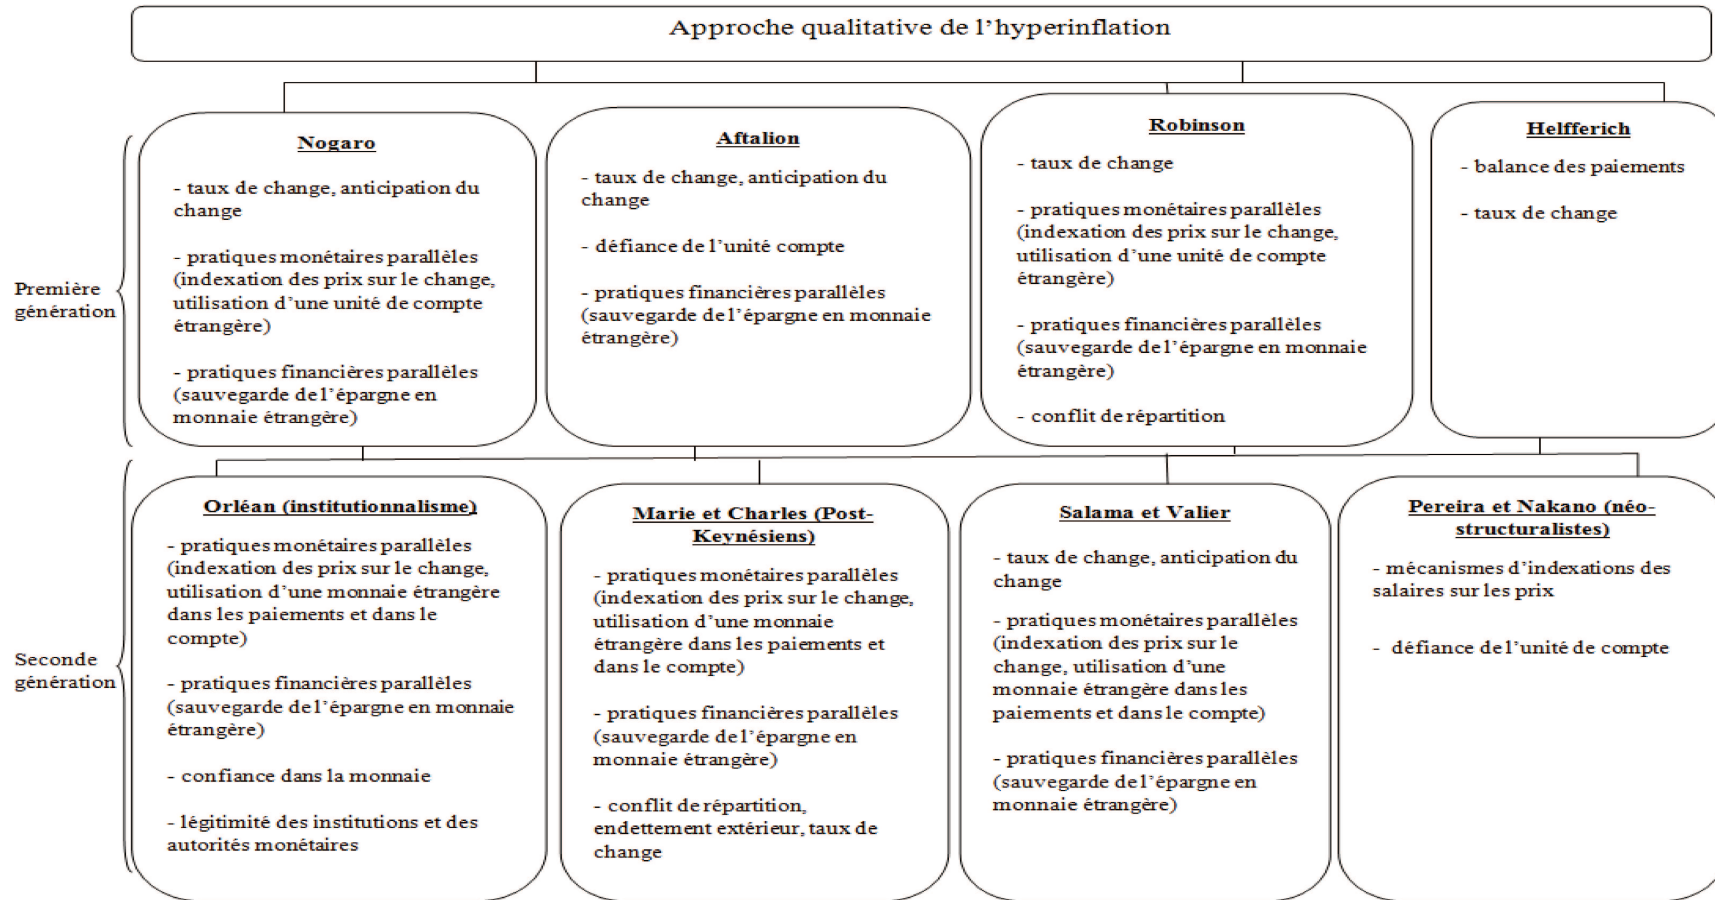 Approche qualitative de l'hyperinflation
Première
génération
Nogaro
- taux de change, anticipation du
change
- pratiques monétaires parallèles
(indexation des prix sur le change,
utilisation d'une unité de compte
étrangère)
- pratiques financières parallèles
(sauvegarde de l'épargne en
monnaie étrangère)
Aftalion
- taux de change, anticipation du
change
- défiance de l'unité compte
- pratiques financières parallèles
(sauvegarde de l'épargne en monnaie
étrangère)
Robinson
- taux de change
- pratiques monétaires parallèles
(indexation des prix sur le change,
utilisation d'une unité de compte
étrangère)
- pratiques financières parallèles
(sauvegarde de l'épargne en monnaie
étrangère)
- conflit de répartition
Helfferich
- balance des paiements
- taux de change
Seconde
génération
Orléan (institutionnalisme)
- pratiques monétaires parallèles
(indexation des prix sur le change,
utilisation d'une monnaie étrangère
dans les paiements et dans le
compte)
- pratiques financières parallèles
(sauvegarde de l'épargne en monnaie
étrangère)
- confiance dans la monnaie
- légitimité des institutions et des
autorités monétaires
Marie et Charles (Post-
Keynésiens)
- pratiques monétaires parallèles
(indexation des prix sur le change,
utilisation d'une monnaie
étrangère dans les paiements et
dans le compte)
- pratiques financières parallèles
(sauvegarde de l'épargne en
monnaie étrangère)
- conflit de répartition,
endettement extérieur, taux de
change
Salama et Valier
- taux de change, anticipation du
change
- pratiques monétaires parallèles
(indexation des prix sur le
change, utilisation d'une
monnaie étrangère dans les
paiements et dans le compte)
- pratiques financières parallèles
(sauvegarde de l'épargne en
monnaie étrangère)
Pereira et Nakano (néo-
structuralistes)
- mécanismes d'indexations des
salaires sur les prix
- défiance de l'unité de compte